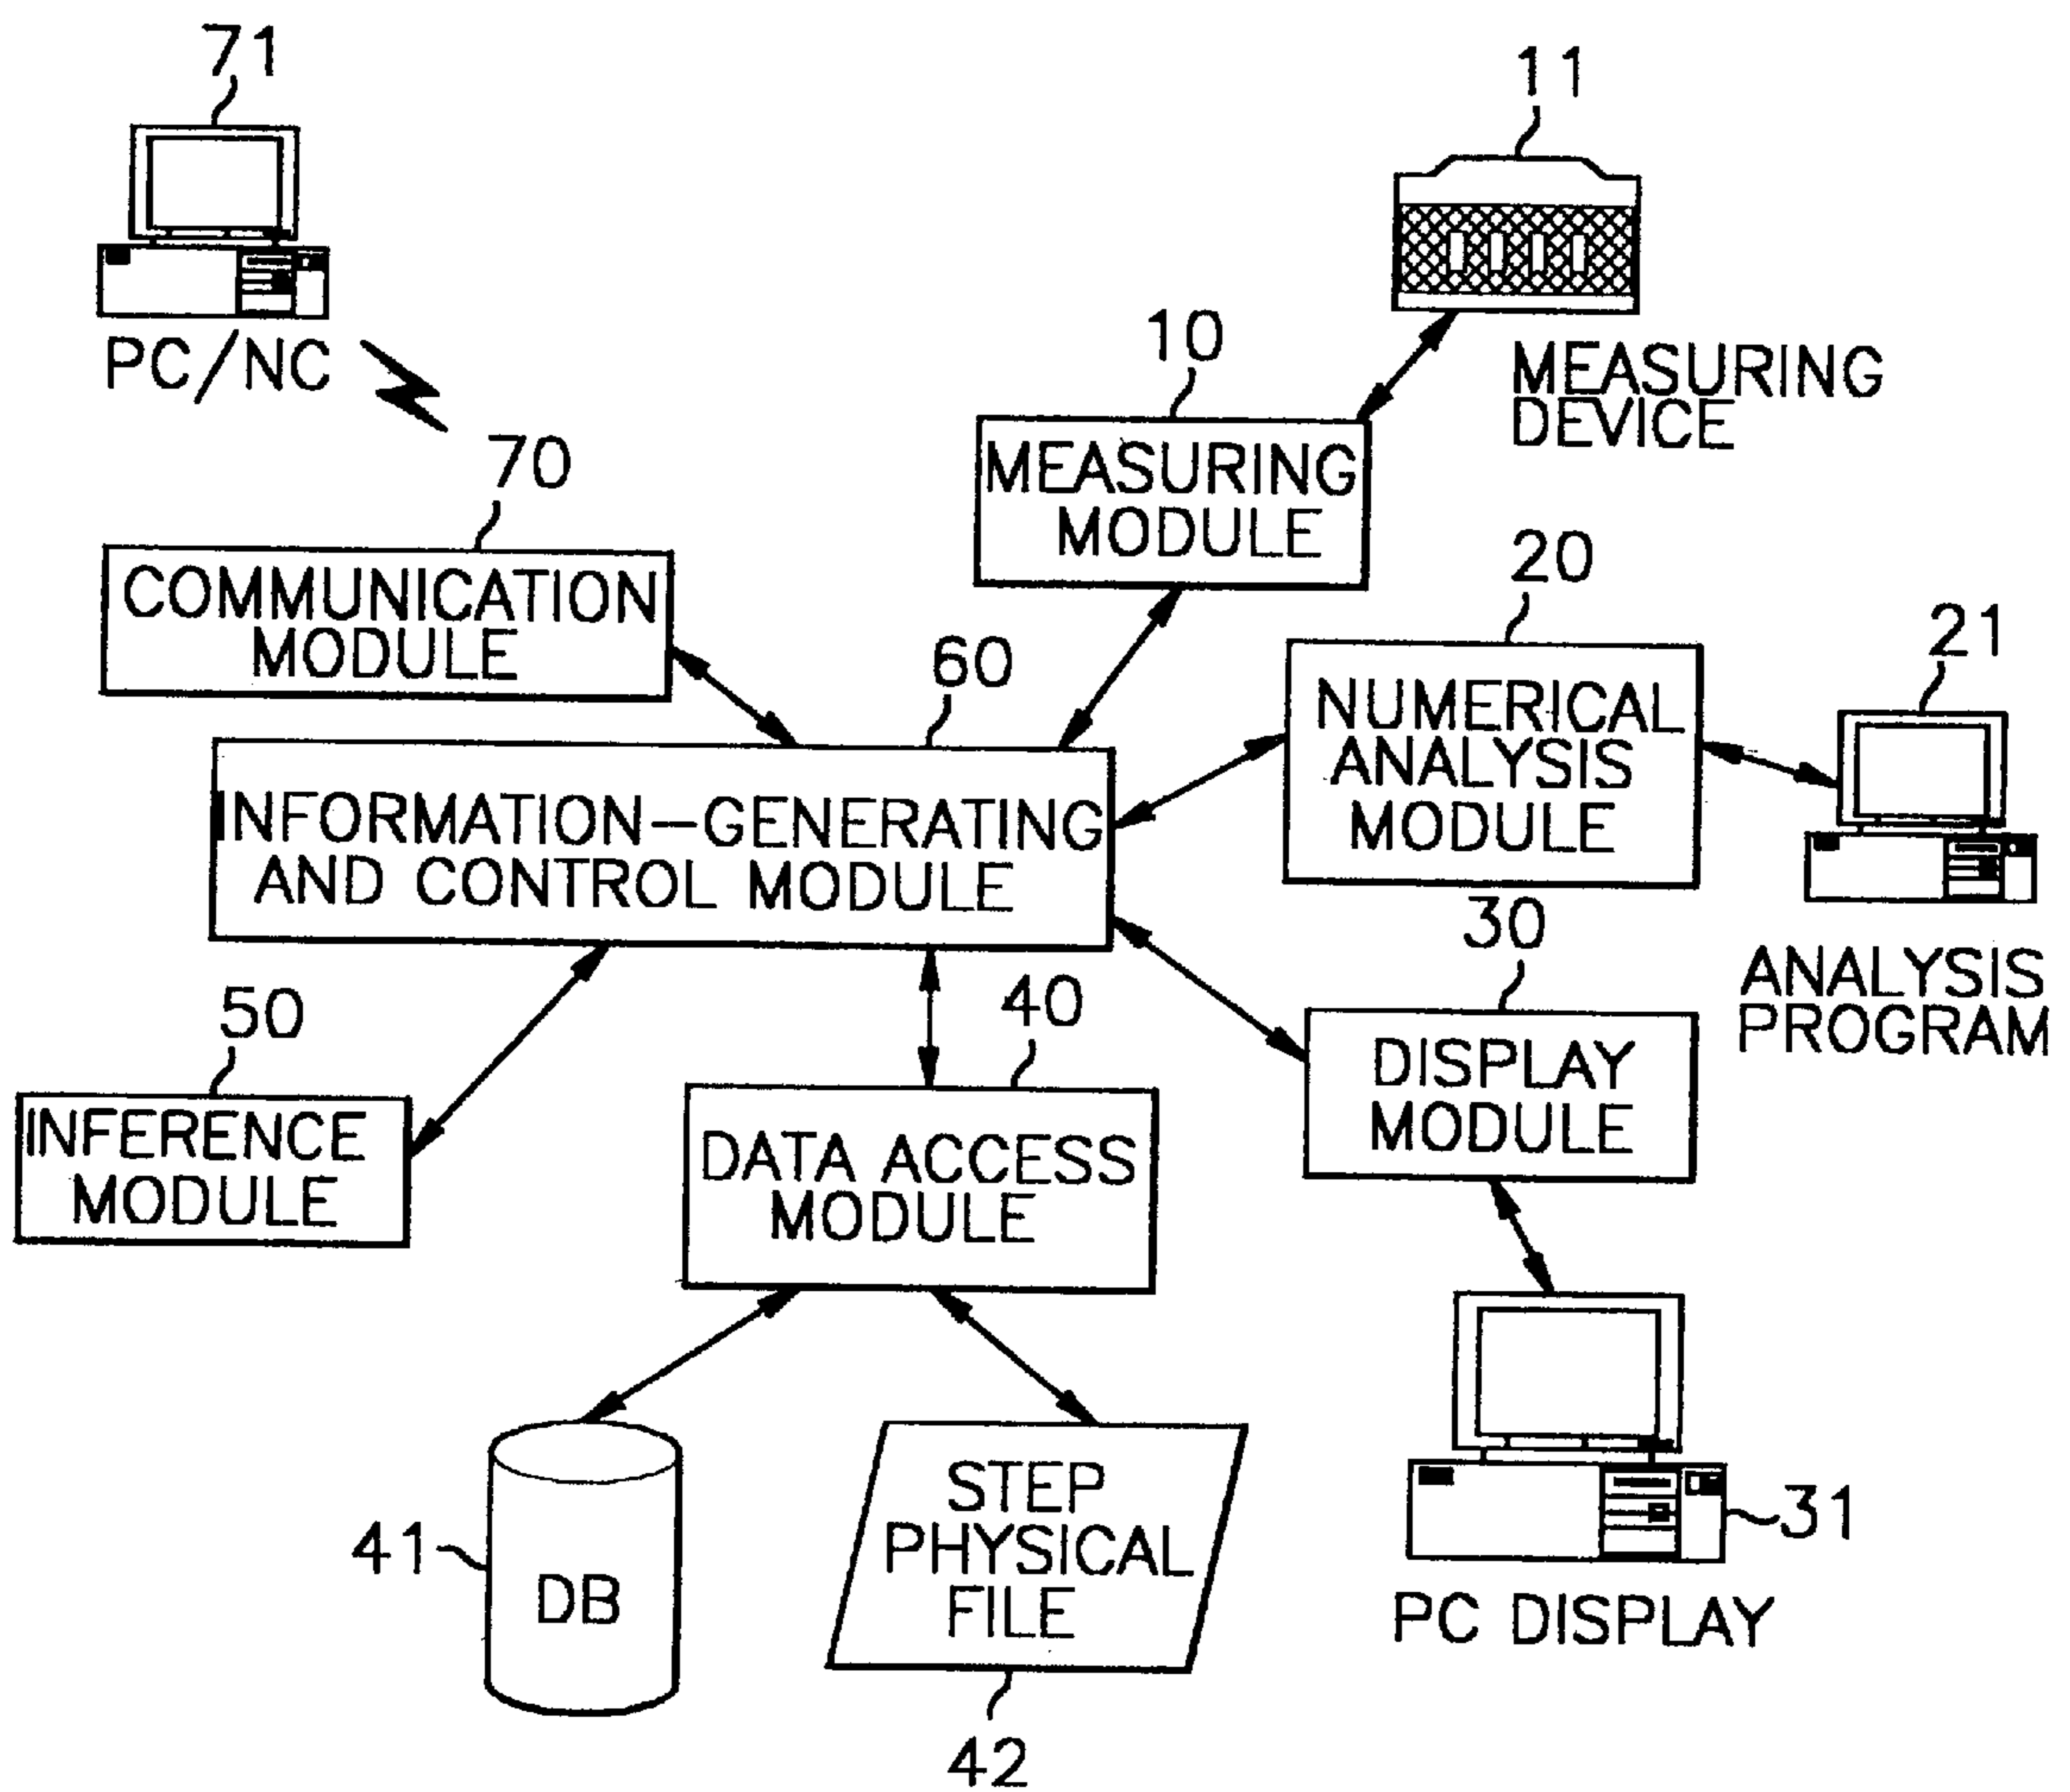 71
11
PC/NC
10
MEASURING
DEVICE
70
MEASURING
MODULE
20
COMMUNICATION
MODULE
60
21
NUMERICAL
ANALYSIS
MODULE
INFORMATION-GENERATING
AND CONTROL MODULE
30
ANALYSIS
PROGRAM
50
40
DISPLAY
MODULE
INFERENCE
MODULE
DATA ACCESS
MODULE
STEP
PHYSICAL
FILE
31
41
DB
PC DISPLAY
42